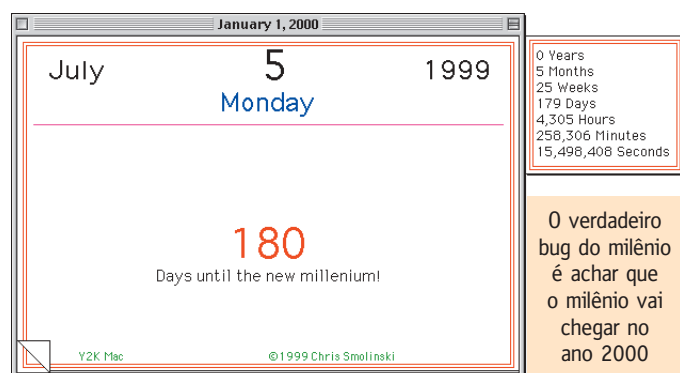 January 1, 2000
July 5 1999
Monday
180
Days until the new millenium!
Y2K Mac ©1999 Chris Smolinski
0 Years
5 Months
25 Weeks
179 Days
4,305 Hours
258,306 Minutes
15,498,408 Seconds
O verdadeiro
bug do milênio
é achar que
o milênio vai
chegar no
ano 2000